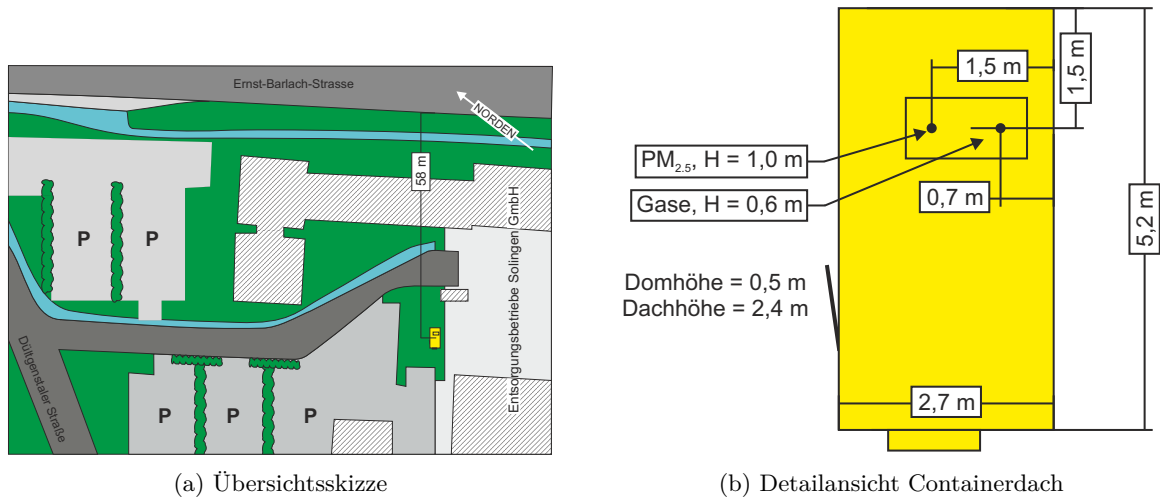 Ernst-Barlach-Strasse
NORDEN
58 m
Entsorgungsbetriebe Solingen GmbH
P
P
P
P
P
Dültgenstaler Straße
(a) Übersichtsskizze
1,5 m
1,5 m
PM2.5, H = 1,0 m
Gase, H = 0,6 m
0,7 m
5,2 m
Domhöhe = 0,5 m
Dachhöhe = 2,4 m
2,7 m
(b) Detailansicht Containerdach